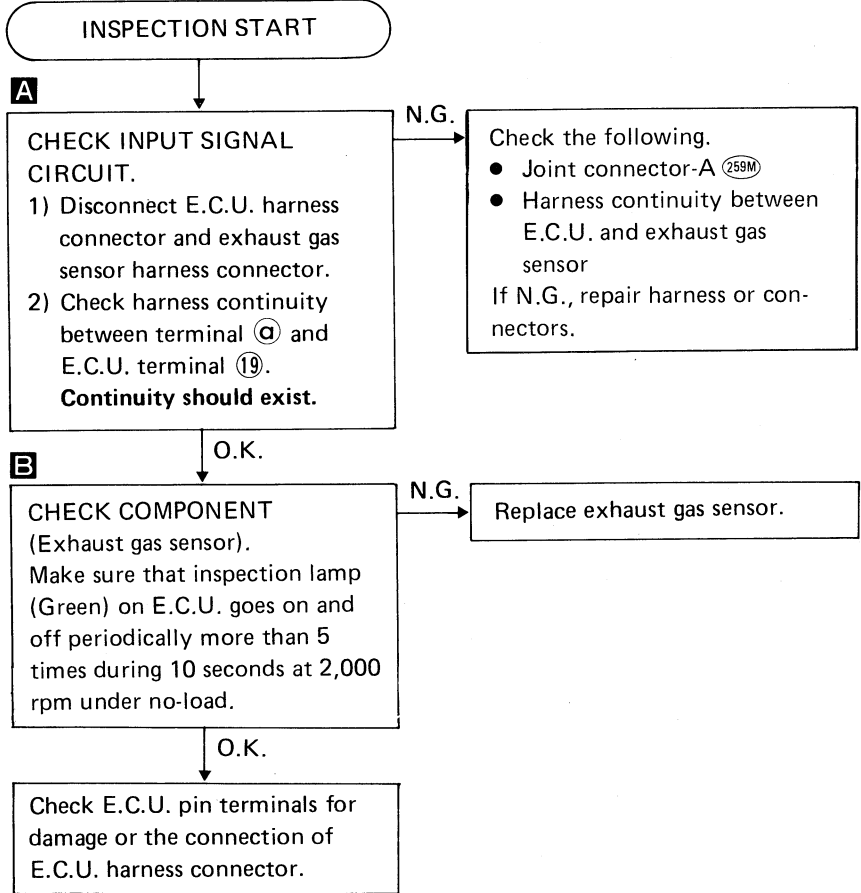 INSPECTION START
A
CHECK INPUT SIGNAL
CIRCUIT.
1) Disconnect E.C.U. harness
connector and exhaust gas
sensor harness connector.
2) Check harness continuity
between terminal ⓐ and
E.C.U. terminal ⑲.
Continuity should exist.
N.G.
Check the following.
● Joint connector-A (259M)
● Harness continuity between
E.C.U. and exhaust gas
sensor
If N.G., repair harness or con-
nectors.
O.K.
B
CHECK COMPONENT
(Exhaust gas sensor).
Make sure that inspection lamp
(Green) on E.C.U. goes on and
off periodically more than 5
times during 10 seconds at 2,000
rpm under no-load.
N.G.
Replace exhaust gas sensor.
O.K.
Check E.C.U. pin terminals for
damage or the connection of
E.C.U. harness connector.